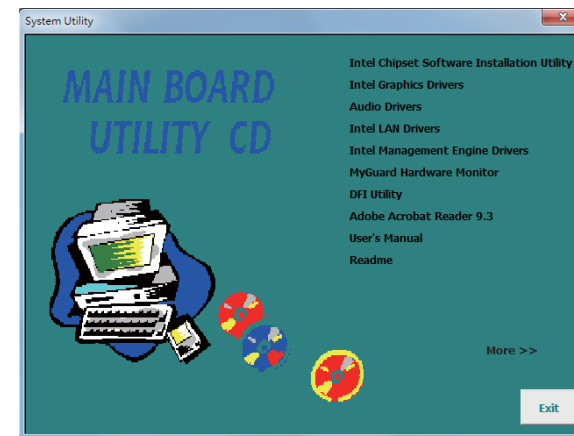 System Utility
MAIN BOARD
UTILITY CD
Intel Chipset Software Installation Utility
Intel Graphics Drivers
Audio Drivers
Intel LAN Drivers
Intel Management Engine Drivers
MyGuard Hardware Monitor
DFI Utility
Adobe Acrobat Reader 9.3
User's Manual
Readme
More >>
Exit